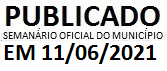 PUBLICADO
SEMANÁRIO OFICIAL DO MUNICÍPIO
EM 11/06/2021